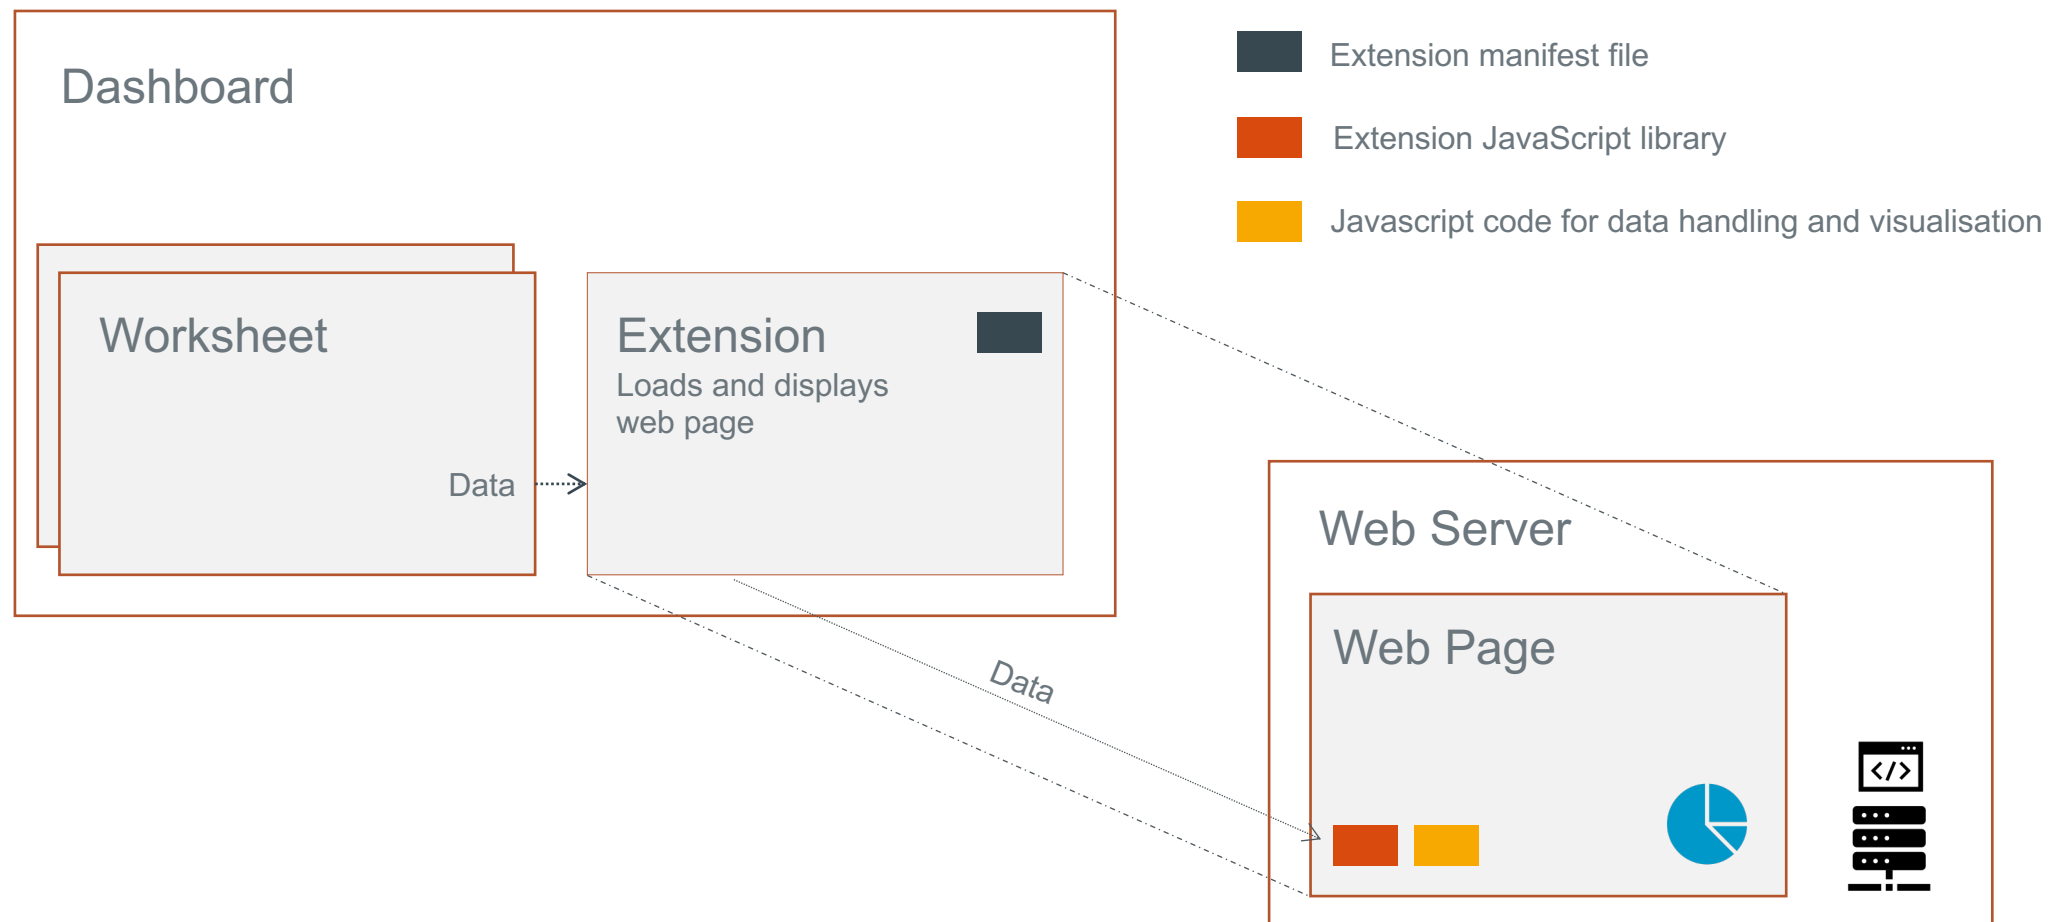 Dashboard
Extension manifest file
Extension JavaScript library
Javascript code for data handling and visualisation
Worksheet
Extension
Loads and displays
web page
Data
Web Server
Web Page
Data
</>